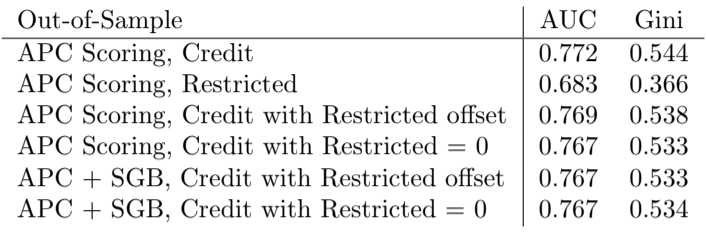 Out-of-Sample AUC Gini
APC Scoring, Credit 0.772 0.544
APC Scoring, Restricted 0.683 0.366
APC Scoring, Credit with Restricted offset 0.769 0.538
APC Scoring, Credit with Restricted = 0 0.767 0.533
APC + SGB, Credit with Restricted offset 0.767 0.533
APC + SGB, Credit with Restricted = 0 0.767 0.534